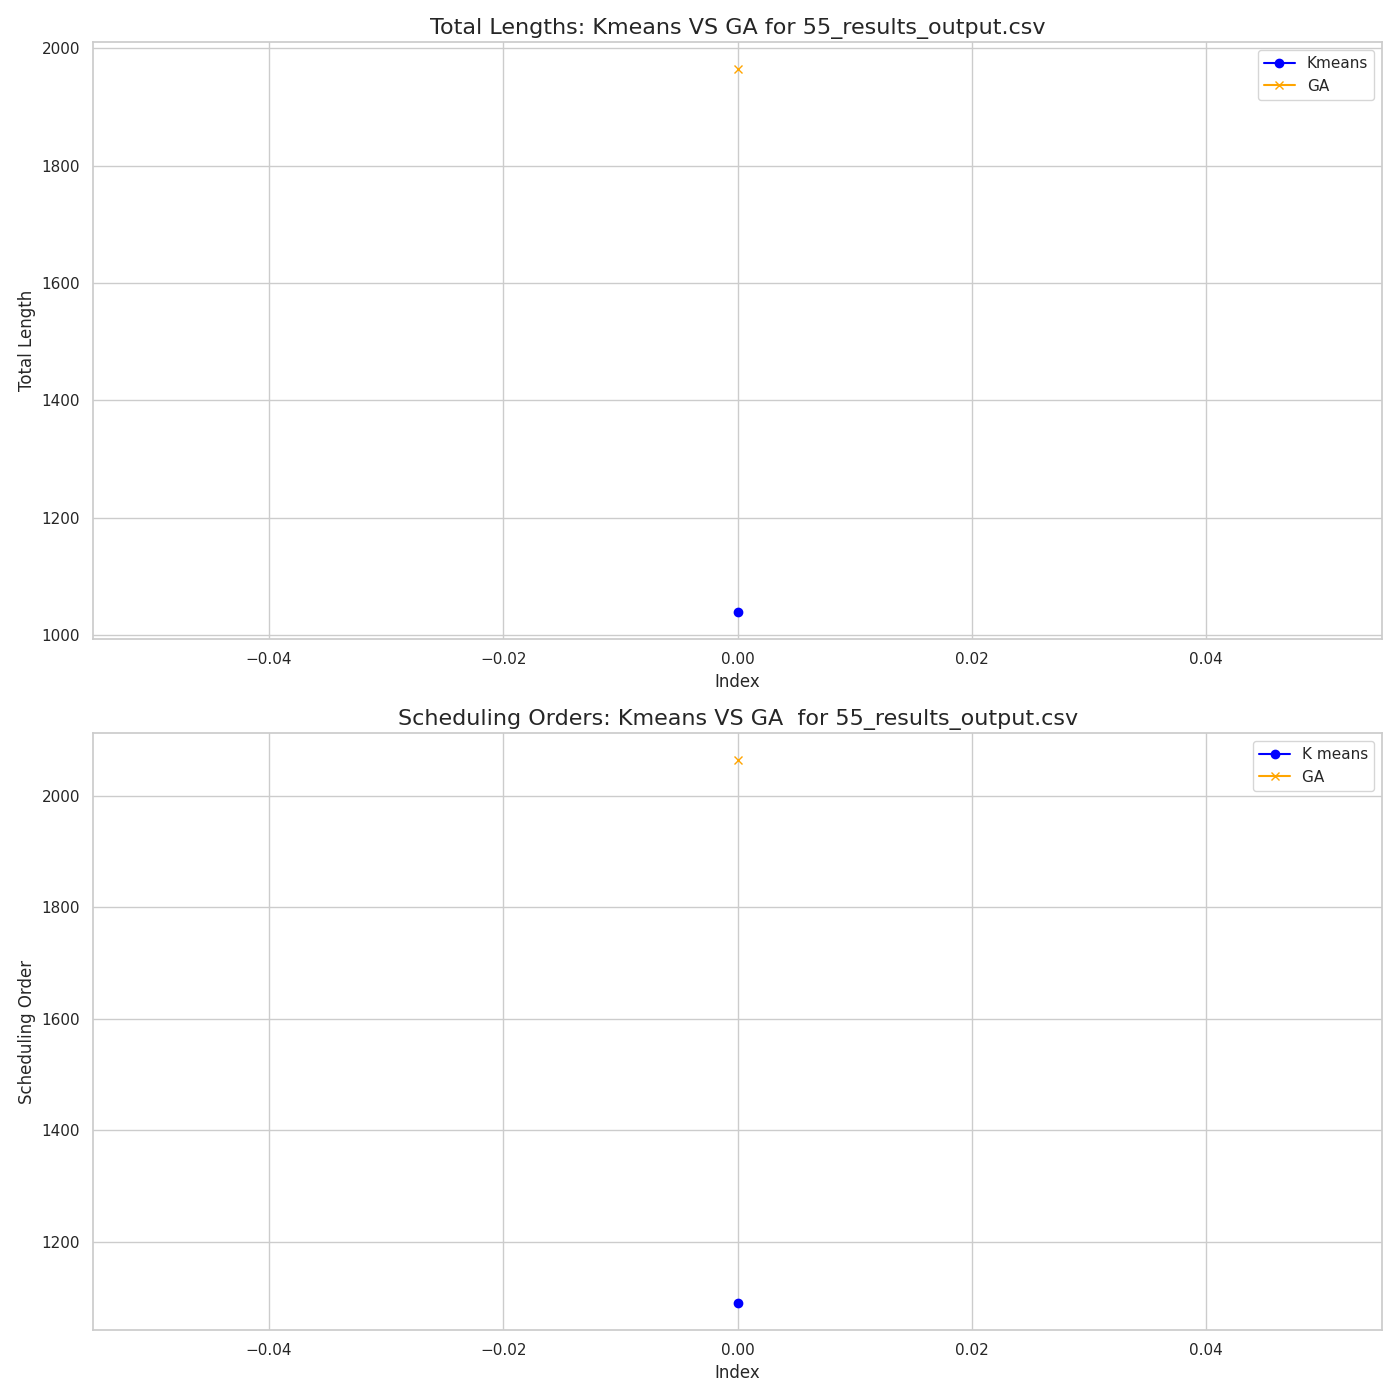 Total Lengths: Kmeans VS GA for 55_results_output.csv
2000
1800
1600
1400
1200
1000
Total Length
Kmeans
GA
−0.04 −0.02 0.00 0.02 0.04
Index
Scheduling Orders: Kmeans VS GA  for 55_results_output.csv
2000
1800
1600
1400
1200
Scheduling Order
K means
GA
−0.04 −0.02 0.00 0.02 0.04
Index